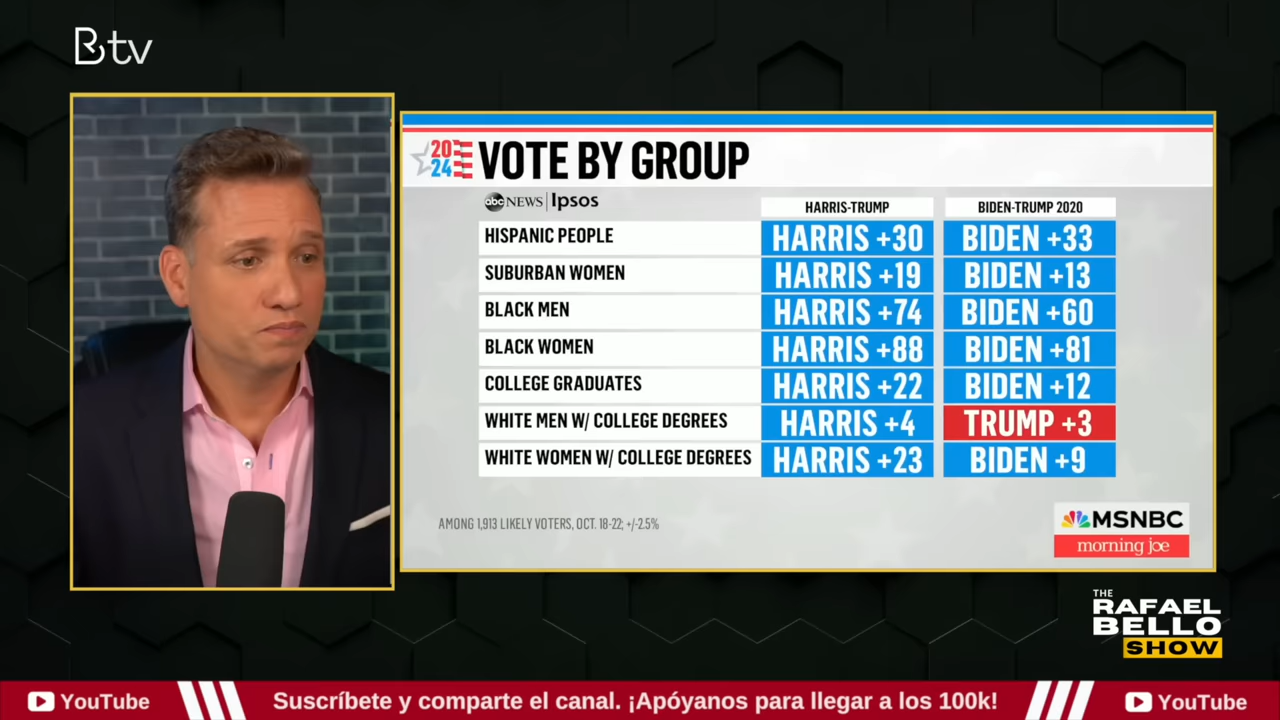 Btv
2024
VOTE BY GROUP
abc NEWS | Ipsos
HARRIS-TRUMP
BIDEN-TRUMP 2020
HISPANIC PEOPLE HARRIS +30 BIDEN +33
SUBURBAN WOMEN HARRIS +19 BIDEN +13
BLACK MEN HARRIS +74 BIDEN +60
BLACK WOMEN HARRIS +88 BIDEN +81
COLLEGE GRADUATES HARRIS +22 BIDEN +12
WHITE MEN W/ COLLEGE DEGREES HARRIS +4 TRUMP +3
WHITE WOMEN W/ COLLEGE DEGREES HARRIS +23 BIDEN +9
AMONG 1,913 LIKELY VOTERS, OCT. 18-22; +/-2.5%
MSNBC
morning joe
THE
RAFAEL
BELLO
SHOW
YouTube Suscríbete y comparte el canal. ¡Apóyanos para llegar a los 100k! YouTube